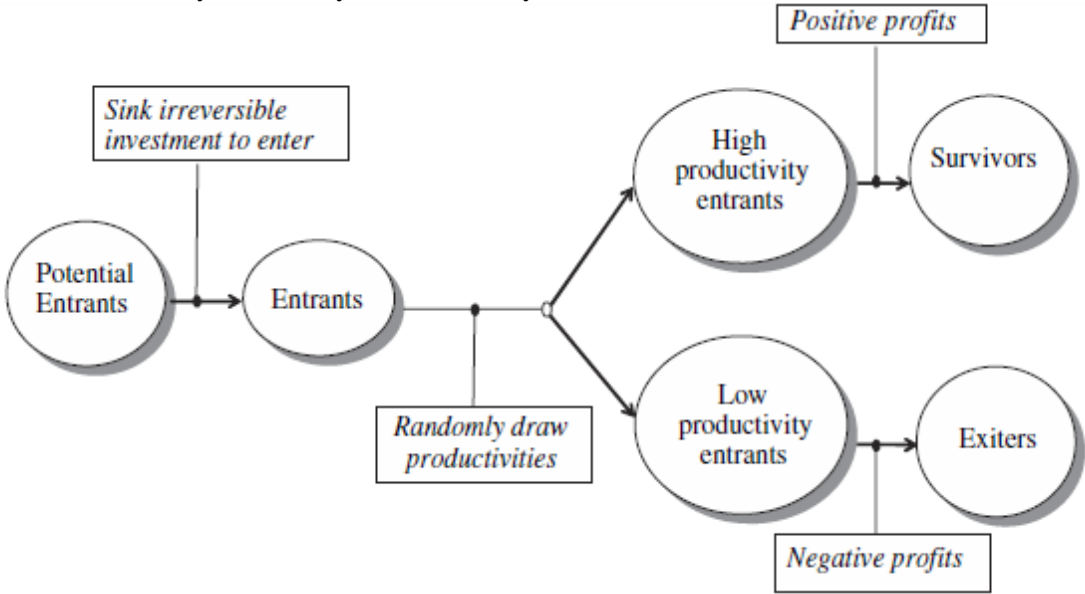 Positive profits
Sink irreversible
investment to enter
High
productivity
entrants
Survivors
Potential
Entrants
Entrants
Randomly draw
productivities
Low
productivity
entrants
Exiters
Negative profits